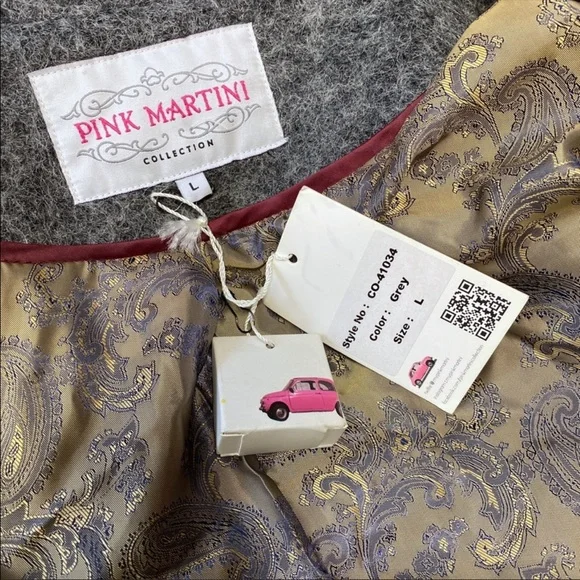 PINK MARTINI
COLLECTION
L
Style No: CO-41034
Color: Grey
Size: L